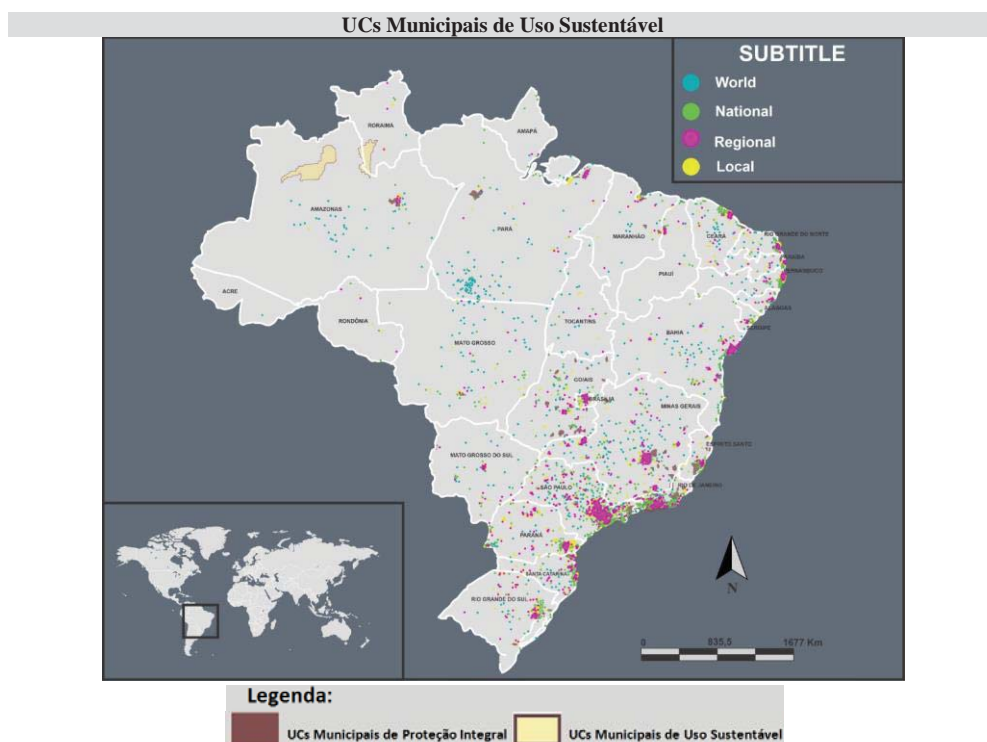 UCs Municipais de Uso Sustentável
SUBTITLE
World
National
Regional
Local
RORAIMA
AMAPÁ
AMAZONAS
PARÁ
MARANHÃO
CEARÁ
RIO GRANDE DO NORTE
PERNAMBUCO
PIAUÍ
ACRE
RONDÔNIA
TOCANTINS
BAHIA
MATO GROSSO
GOIAIS
BRASÍLIA
MINAS GERAIS
ESPIRITO SANTO
MATO GROSSO DO SUL
SÃO PAULO
RIO DE JANEIRO
PARANÁ
SANTA CATARINA
RIO GRANDE DO SUL
N
0 835,5 1677 Km
Legenda:
UCs Municipais de Proteção Integral UCs Municipais de Uso Sustentável